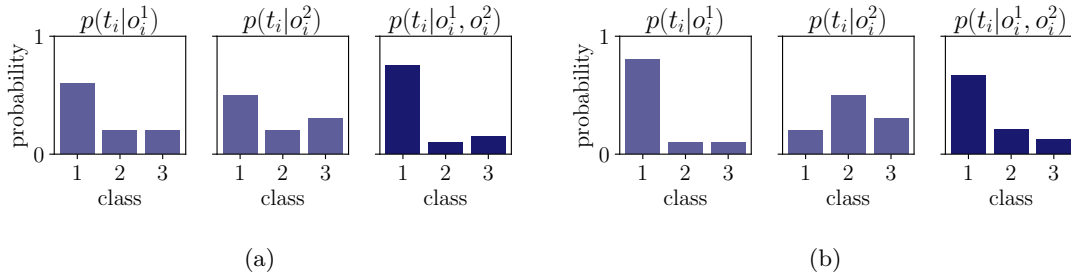 p(t_i|o_i^1) p(t_i|o_i^2) p(t_i|o_i^1, o_i^2) p(t_i|o_i^1) p(t_i|o_i^2) p(t_i|o_i^1, o_i^2)
1 1
probability probability
0 0
1 2 3 1 2 3 1 2 3 1 2 3 1 2 3 1 2 3
class class class class class class
(a) (b)